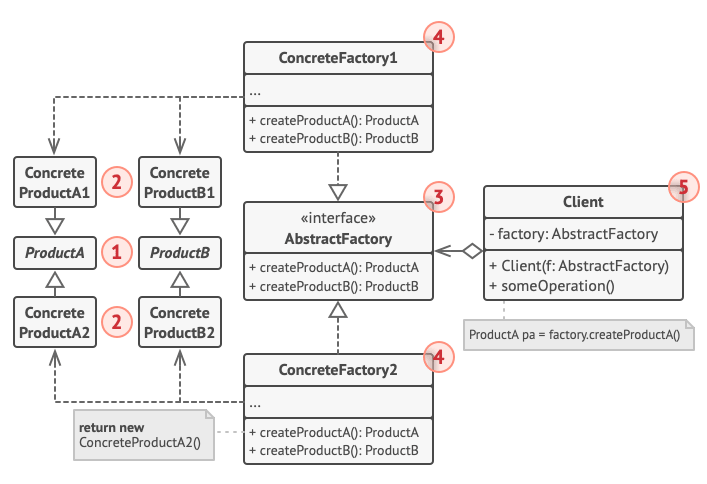 4
ConcreteFactory1
...
+ createProductA(): ProductA
+ createProductB(): ProductB
Concrete
ProductA1
2
Concrete
ProductB1
3
«interface»
AbstractFactory
+ createProductA(): ProductA
+ createProductB(): ProductB
5
Client
- factory: AbstractFactory
+ Client(f: AbstractFactory)
+ someOperation()
ProductA
1
ProductB
Concrete
ProductA2
2
Concrete
ProductB2
ProductA pa = factory.createProductA()
4
ConcreteFactory2
...
+ createProductA(): ProductA
+ createProductB(): ProductB
return new
ConcreteProductA2()